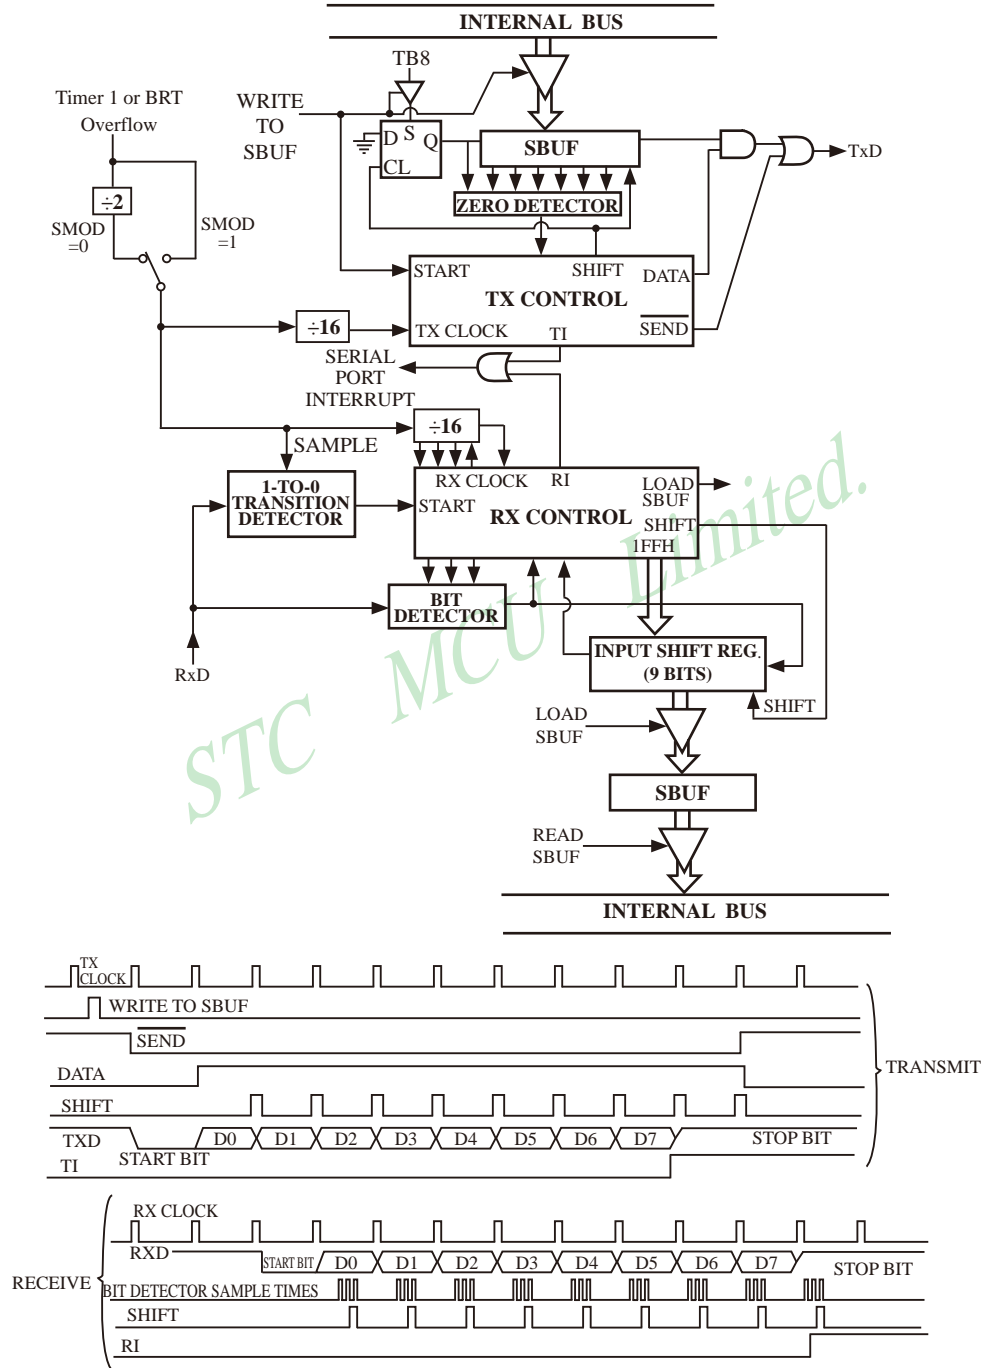 INTERNAL BUS
TB8
Timer 1 or BRT
Overflow
WRITE
TO
SBUF
D
S
Q
CL
SBUF
TxD
÷2
ZERO DETECTOR
SMOD
=0
SMOD
=1
START
SHIFT
DATA
TX CONTROL
SEND
÷16
TX CLOCK
TI
SERIAL
PORT
INTERRUPT
÷16
SAMPLE
1-TO-0
TRANSITION
DETECTOR
RX CLOCK
RI
LOAD
SBUF
START
RX CONTROL
SHIFT
1FFH
BIT
DETECTOR
RxD
INPUT SHIFT REG.
(9 BITS)
SHIFT
LOAD
SBUF
SBUF
READ
SBUF
INTERNAL BUS
STC MCU Limited.
TX
CLOCK
WRITE TO SBUF
SEND
DATA
TRANSMIT
SHIFT
TXD
START BIT
D0 D1 D2 D3 D4 D5 D6 D7
STOP BIT
TI
RX CLOCK
RXD
START BIT
D0 D1 D2 D3 D4 D5 D6 D7
STOP BIT
RECEIVE
BIT DETECTOR SAMPLE TIMES
SHIFT
RI